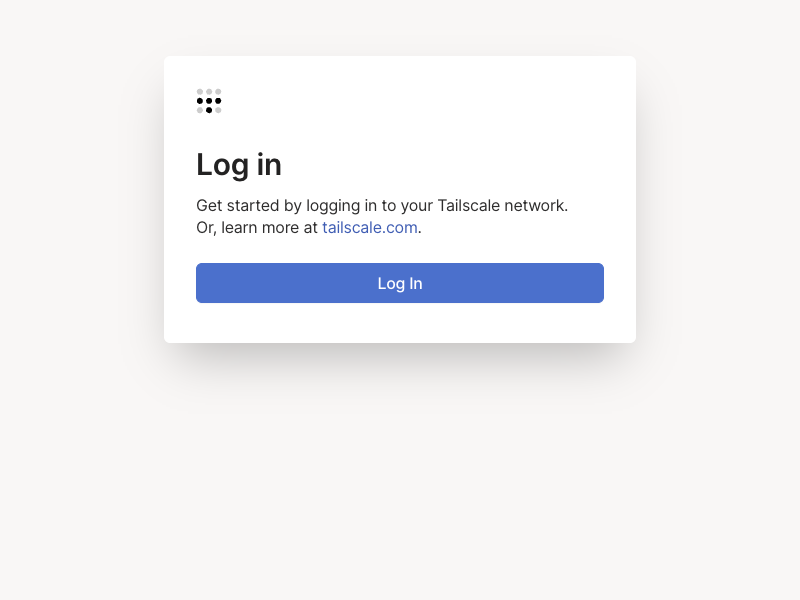 Log in
Get started by logging in to your Tailscale network.
Or, learn more at tailscale.com.
Log In